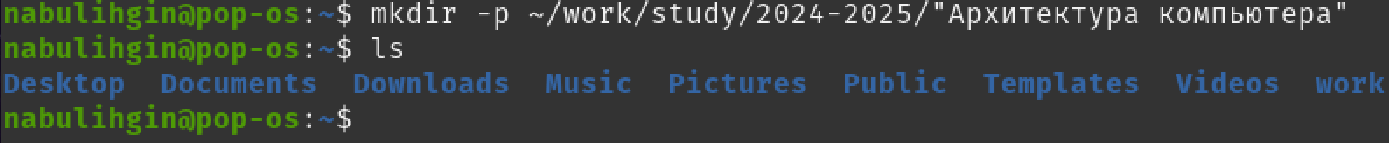 nabulihgin@pop-os:~$ mkdir -p ~/work/study/2024-2025/"Архитектура компьютера"
nabulihgin@pop-os:~$ ls
Desktop Documents Downloads Music Pictures Public Templates Videos work
nabulihgin@pop-os:~$